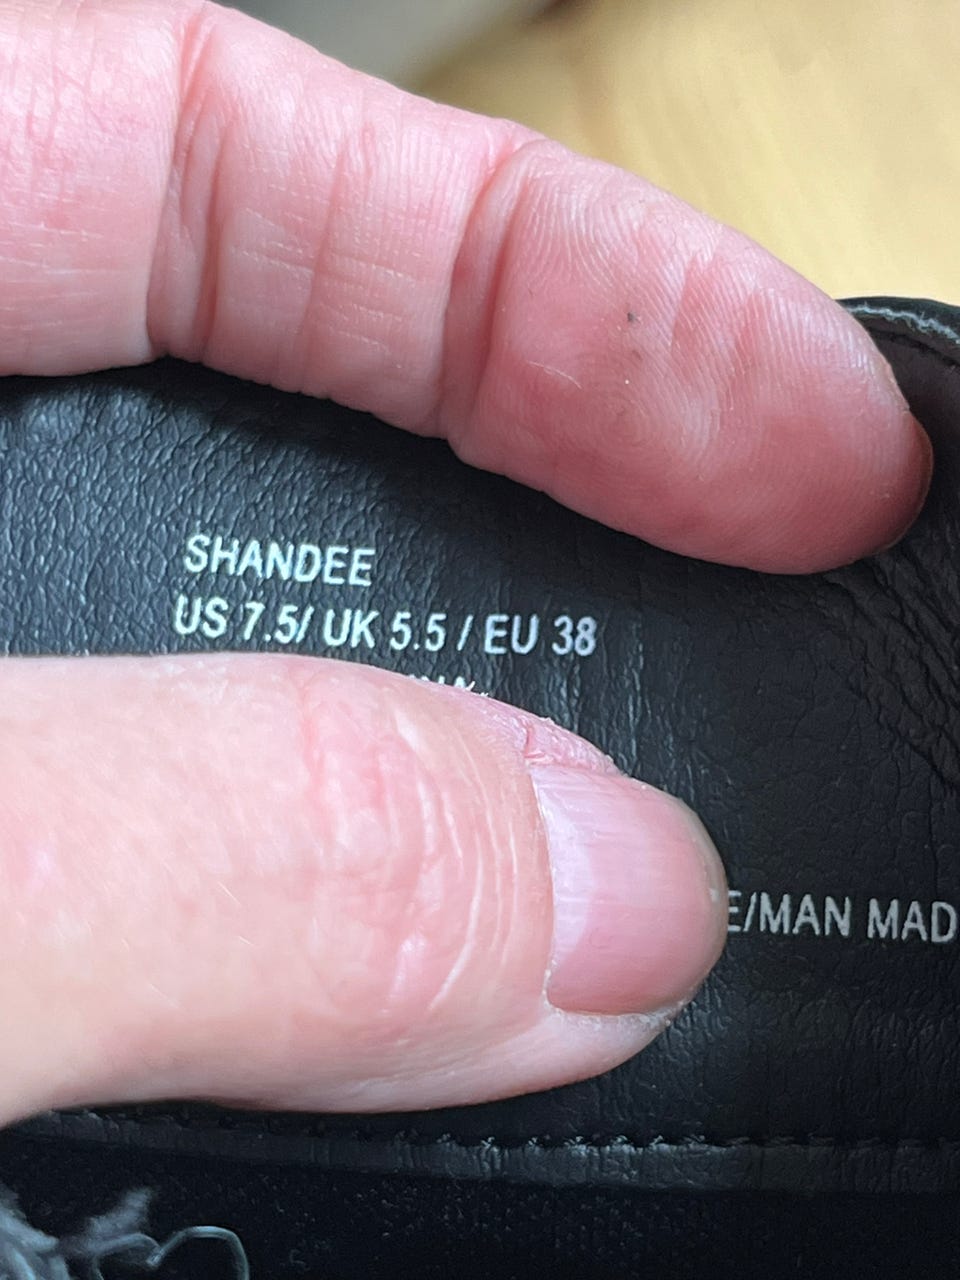 SHANDEE
US 7.5/ UK 5.5 / EU 38
E/MAN MAD